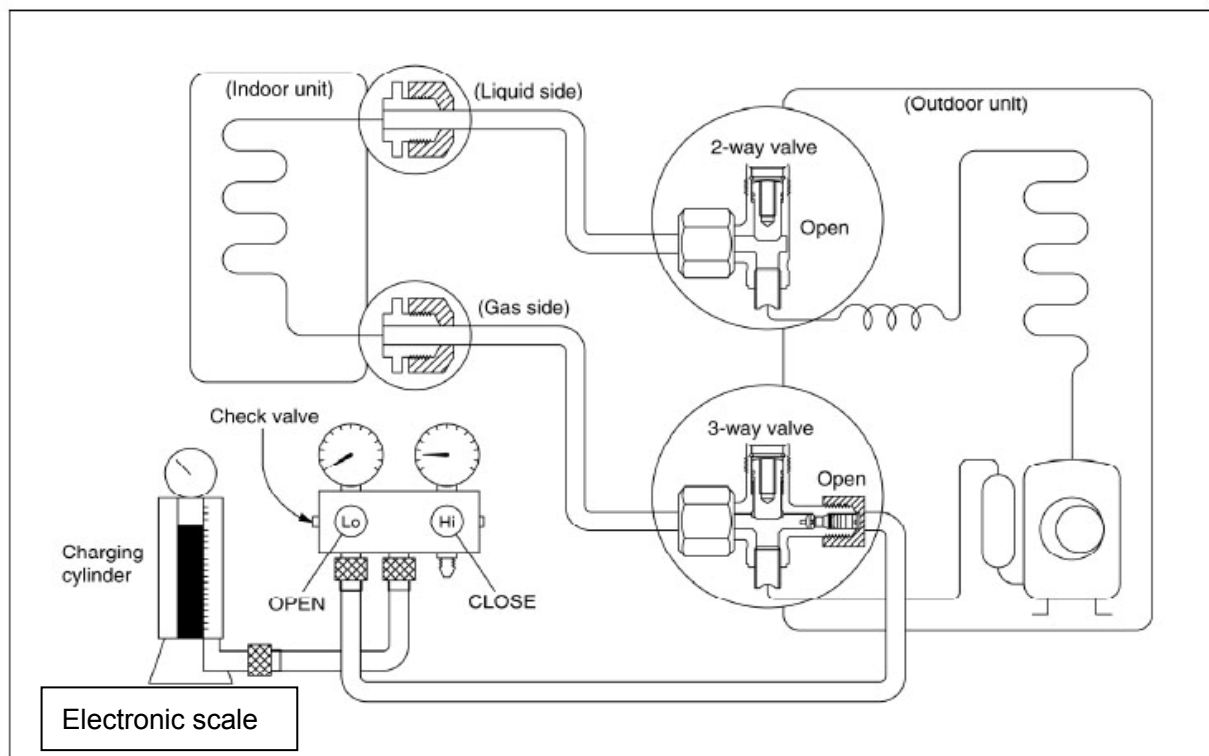 (Indoor unit)
(Liquid side)
(Outdoor unit)
2-way valve
Open
(Gas side)
Check valve
3-way valve
Open
Lo
Hi
Charging
cylinder
OPEN
CLOSE
Electronic scale